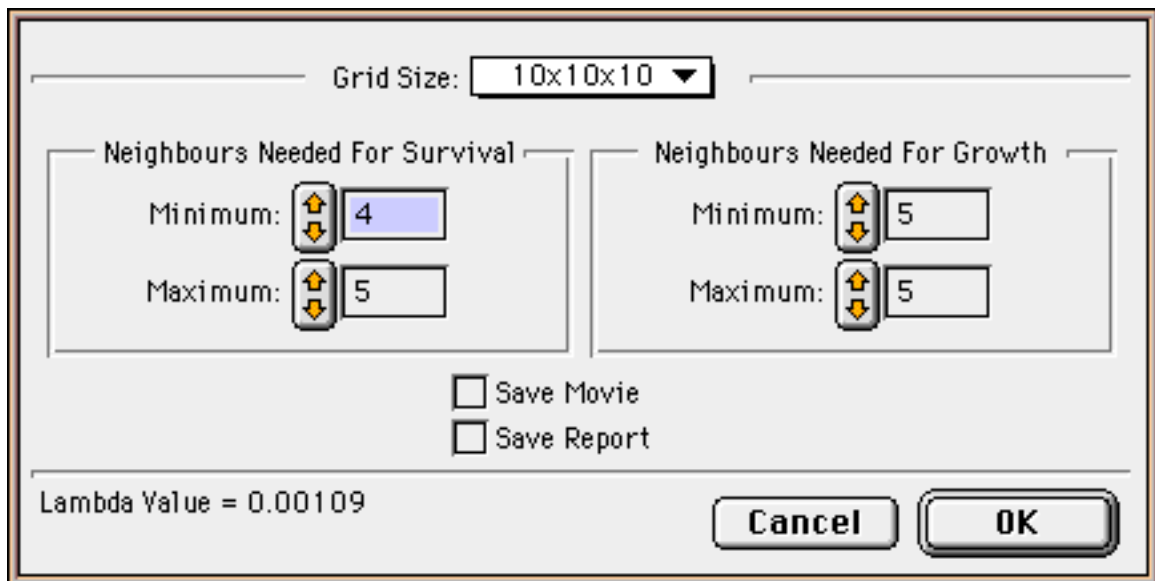 Grid Size: 10x10x10
Neighbours Needed For Survival
Minimum: 4
Maximum: 5
Neighbours Needed For Growth
Minimum: 5
Maximum: 5
Save Movie
Save Report
Lambda Value = 0.00109
Cancel
OK